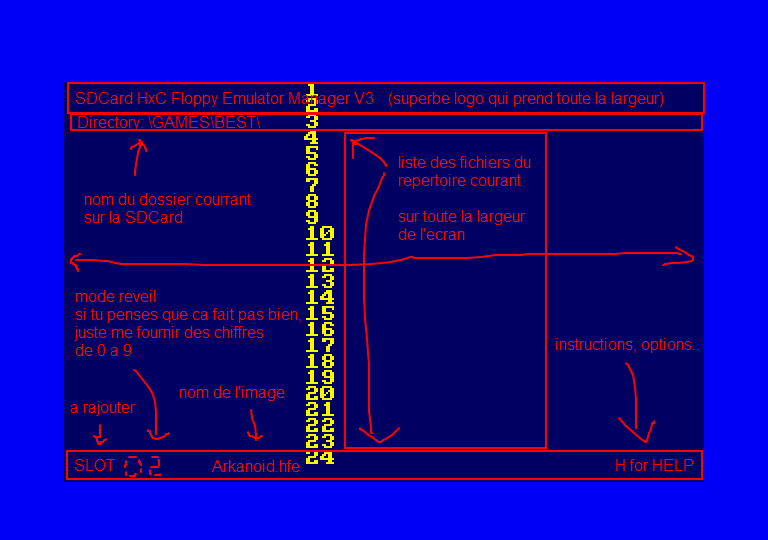 1
SDCard HxC Floppy Emulator Manager V3 (superbe logo qui prend toute la largeur)
2
Directory: \GAMES\BEST\
3
4
5
liste des fichiers du
6
repertoire courant
7
nom du dossier courrant
8
sur la SDCard
sur toute la largeur
9
de l'ecran
10
11
12
13
mode reveil
14
si tu penses que ca fait pas bien,
15
juste me fournir des chiffres
16
de 0 a 9
17
instructions, options..
18
19
nom de l'image
20
a rajouter
21
22
23
24
SLOT 02
Arkanoid.hfe
H for HELP